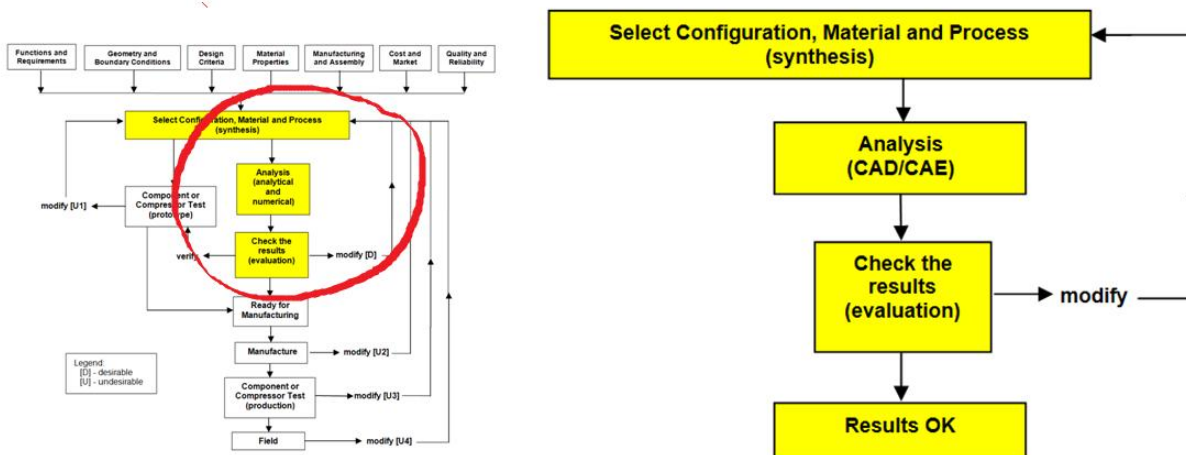 Functions and
Requirements
Geometry and
Boundary Conditions
Design
Criteria
Material
Properties
Manufacturing
and Assembly
Cost and
Market
Quality and
Reliability
Select Configuration, Material and Process
(synthesis)
Analysis
(analytical
and
numerical)
Component or
Compressor Test
(prototype)
modify [U1]
Check the
results
(evaluation)
verify
modify [D]
Ready for
Manufacturing
Manufacture
modify [U2]
Legend:
[D] - desirable
[U] - undesirable
Component or
Compressor Test
(production)
modify [U3]
Field
modify [U4]
Select Configuration, Material and Process
(synthesis)
Analysis
(CAD/CAE)
Check the
results
(evaluation)
modify
Results OK